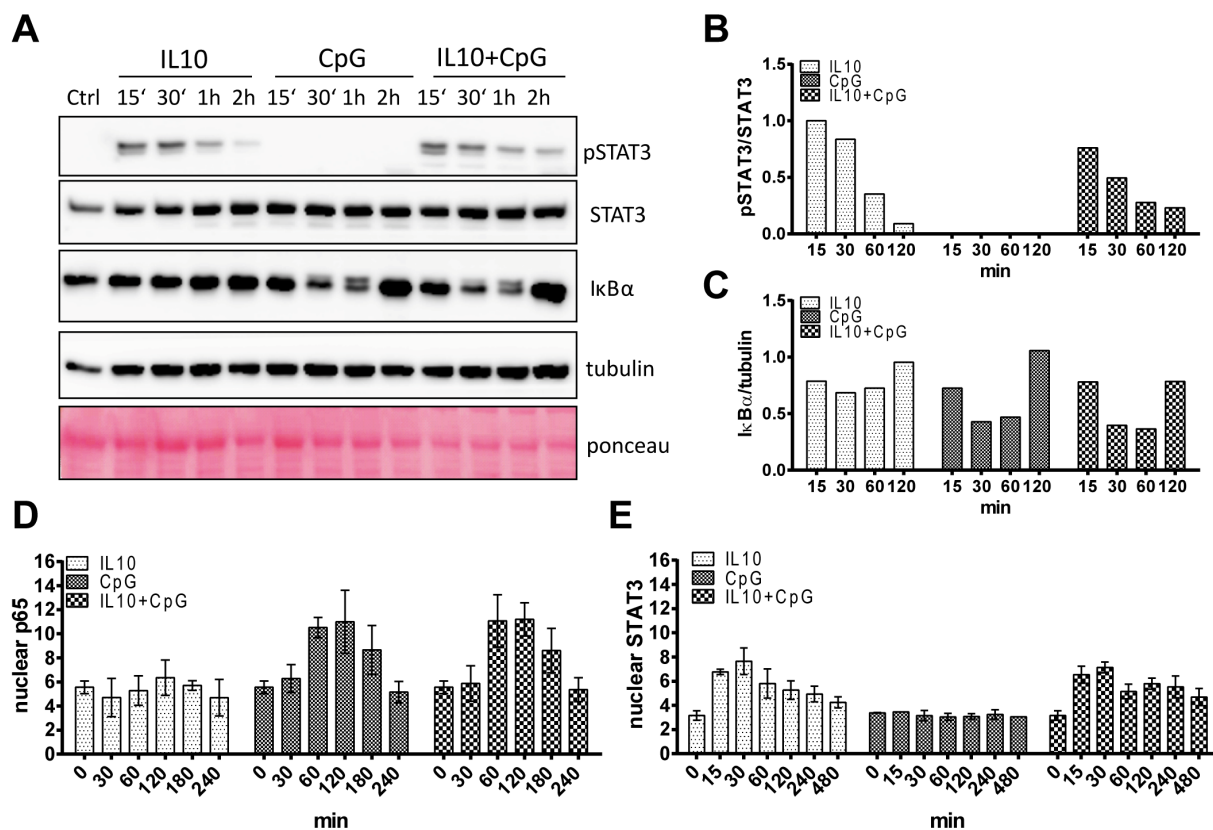 A
IL10 CpG IL10+CpG
Ctrl 15‘ 30‘ 1h 2h 15‘ 30‘ 1h 2h 15‘ 30‘ 1h 2h
pSTAT3
STAT3
IκBα
tubulin
ponceau
B
pSTAT3/STAT3
1.5
1.0
0.5
0.0
IL10
CpG
IL10+CpG
15 30 60 120 15 30 60 120 15 30 60 120
min
C
IκBα/tubulin
1.5
1.0
0.5
0.0
IL10
CpG
IL10+CpG
15 30 60 120 15 30 60 120 15 30 60 120
min
D
nuclear p65
16
14
12
10
8
6
4
2
0
IL10
CpG
IL10+CpG
0 30 60 120 180 240 0 30 60 120 180 240 0 30 60 120 180 240
min
E
nuclear STAT3
16
14
12
10
8
6
4
2
0
IL10
CpG
IL10+CpG
0 15 30 60 120 240 480 0 15 30 60 120 240 480 0 15 30 60 120 240 480
min